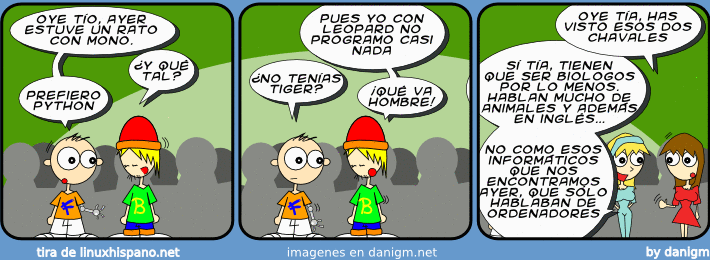 OYE TÍO, AYER
ESTUVE UN RATO
CON MONO.
¿Y QUÉ
TAL?
PREFIERO
PYTHON
PUES YO CON
LEOPARD NO
PROGRAMO CASI
NADA
¿NO TENÍAS
TIGER?
¡QUÉ VA
HOMBRE!
OYE TÍA, HAS
VISTO ESOS DOS
CHAVALES
SÍ TÍA, TIENEN
QUE SER BIÓLOGOS
POR LO MENOS.
HABLAN MUCHO DE
ANIMALES Y ADEMÁS
EN INGLÉS...
NO COMO ESOS
INFORMÁTICOS
QUE NOS
ENCONTRAMOS
AYER, QUE SÓLO
HABLABAN DE
ORDENADORES
F
B
F
B
tira de linuxhispano.net
imagenes en danigm.net
by danigm